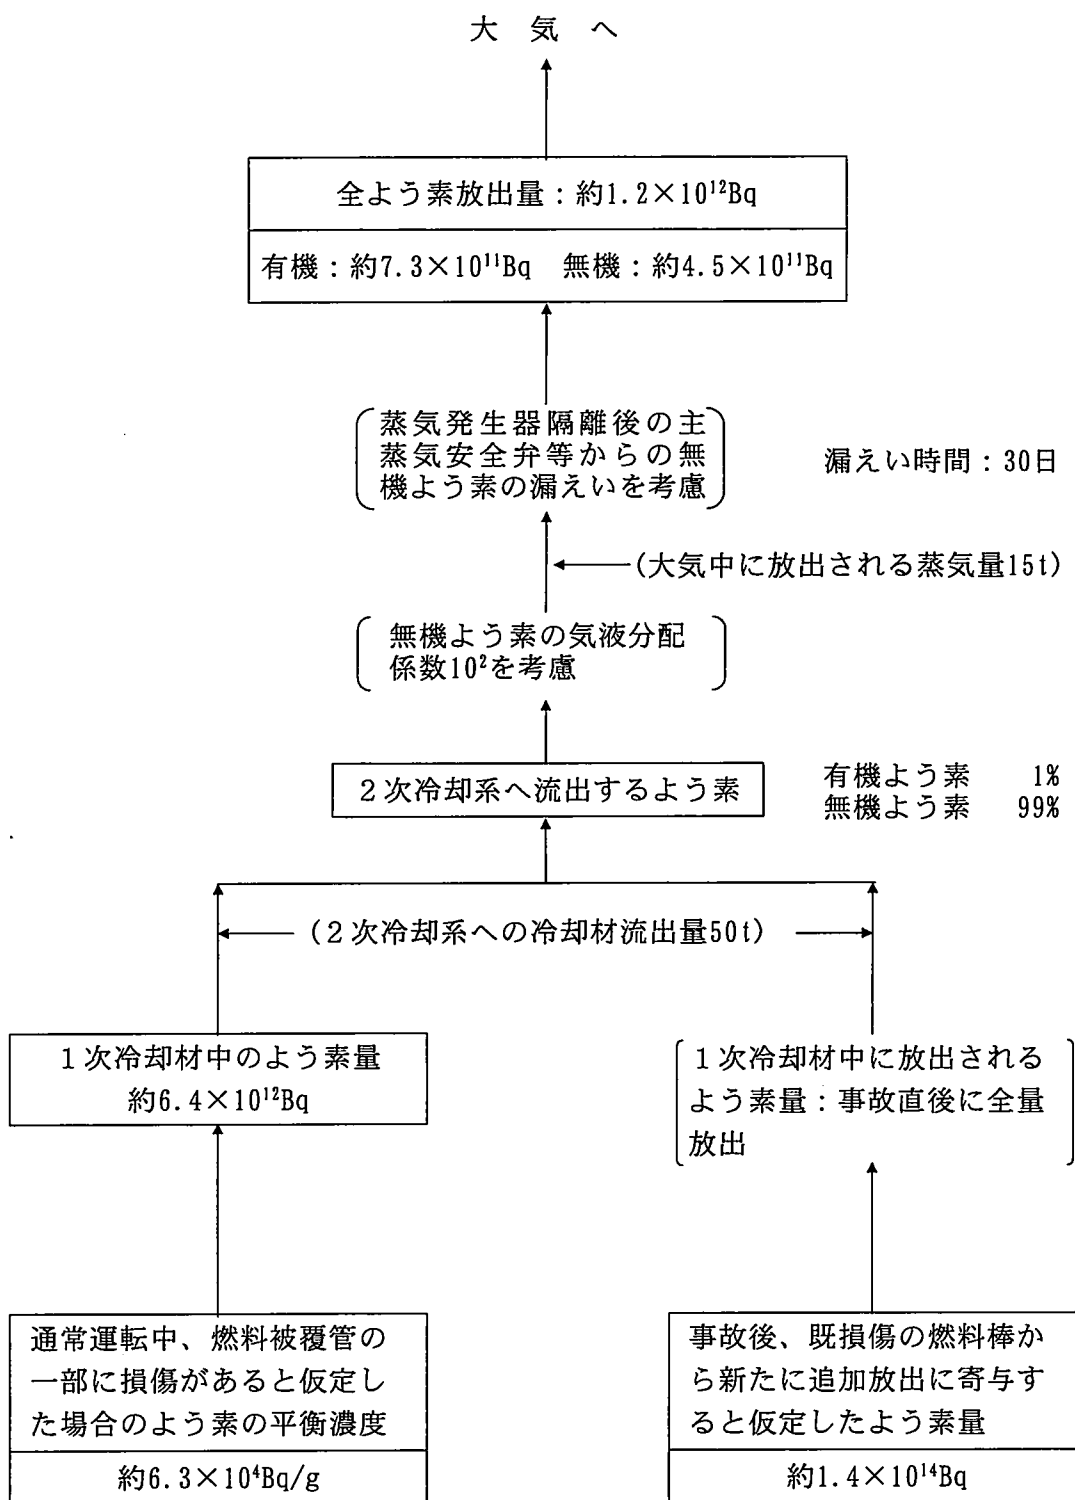 大気へ
全よう素放出量：約1.2×10¹²Bq
有機：約7.3×10¹¹Bq　無機：約4.5×10¹¹Bq
蒸気発生器隔離後の主
蒸気安全弁等からの無
機よう素の漏えいを考慮
漏えい時間：30日
(大気中に放出される蒸気量15t)
無機よう素の気液分配
係数10²を考慮
2次冷却系へ流出するよう素
有機よう素　1%
無機よう素　99%
(2次冷却系への冷却材流出量50t)
1次冷却材中のよう素量
約6.4×10¹²Bq
1次冷却材中に放出される
よう素量：事故直後に全量
放出
通常運転中、燃料被覆管の
一部に損傷があると仮定し
た場合のよう素の平衡濃度
約6.3×10⁴Bq/g
事故後、既損傷の燃料棒か
ら新たに追加放出に寄与す
ると仮定したよう素量
約1.4×10¹⁴Bq